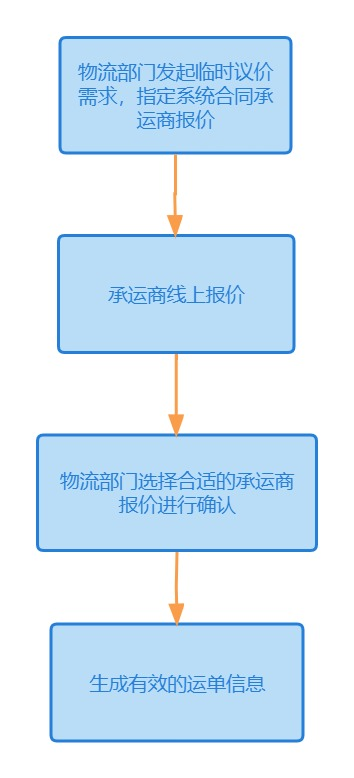 物流部门发起临时议价
需求，指定系统合同承
运商报价
承运商线上报价
物流部门选择合适的承运商
报价进行确认
生成有效的运单信息